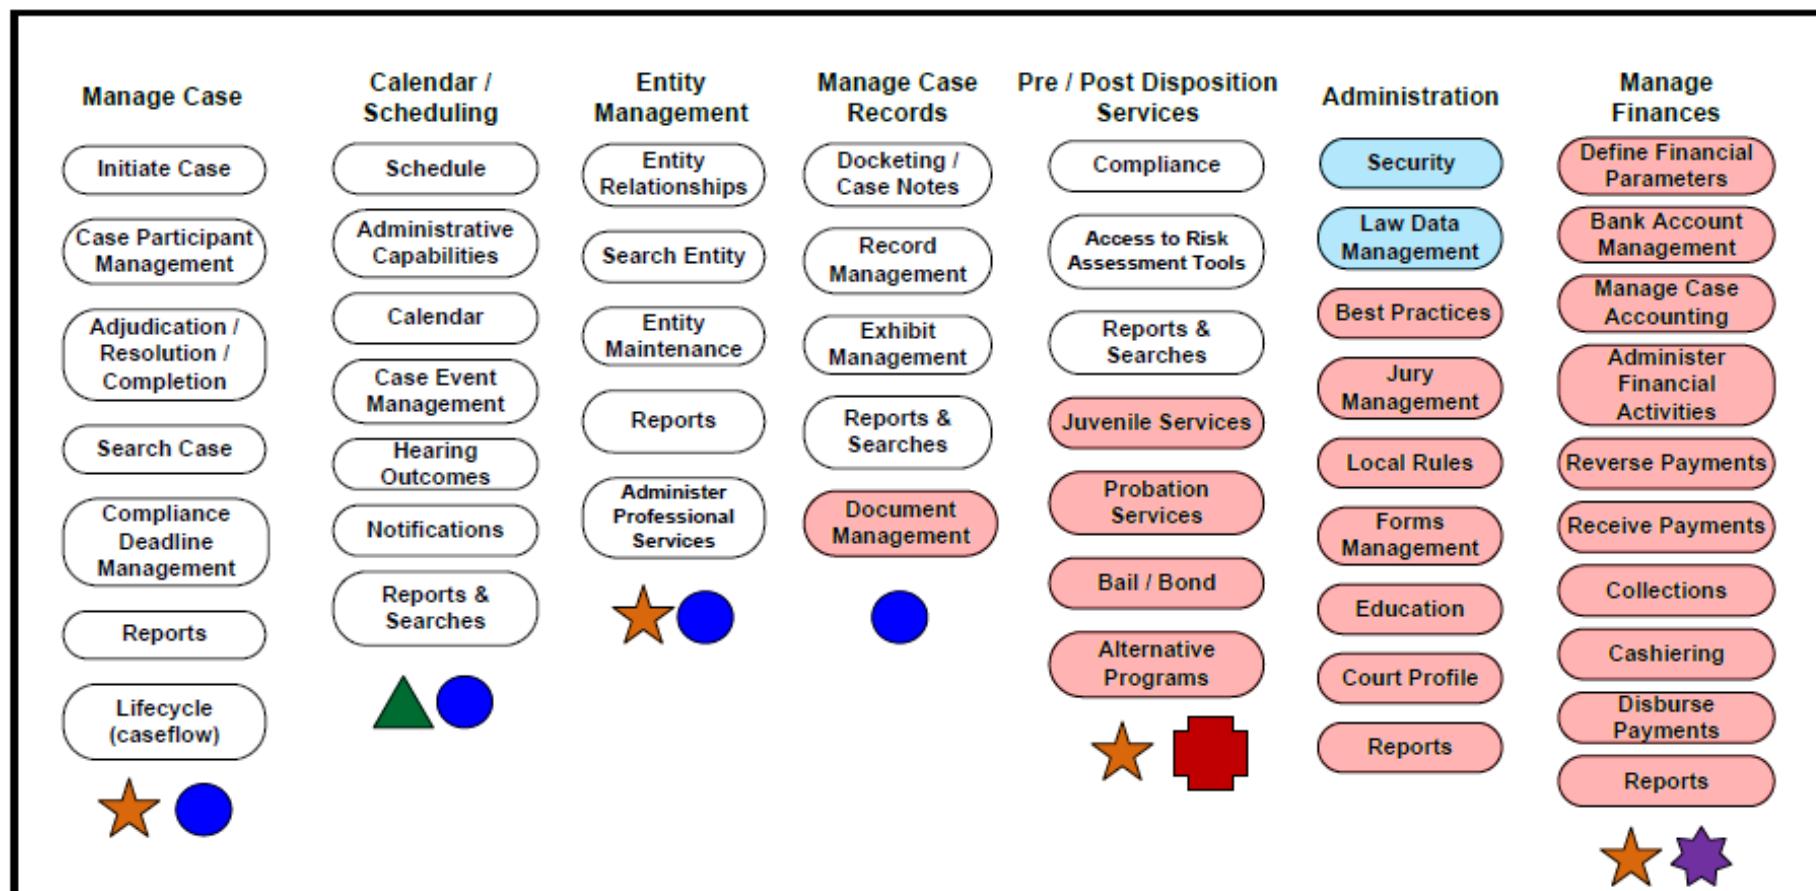 Manage Case
Initiate Case
Case Participant
Management
Adjudication /
Resolution /
Completion
Search Case
Compliance
Deadline
Management
Reports
Lifecycle
(caseflow)
Calendar /
Scheduling
Schedule
Administrative
Capabilities
Calendar
Case Event
Management
Hearing
Outcomes
Notifications
Reports &
Searches
Entity
Management
Entity
Relationships
Search Entity
Entity
Maintenance
Reports
Administer
Professional
Services
Manage Case
Records
Docketing /
Case Notes
Record
Management
Exhibit
Management
Reports &
Searches
Document
Management
Pre / Post Disposition
Services
Compliance
Access to Risk
Assessment Tools
Reports &
Searches
Juvenile Services
Probation
Services
Bail / Bond
Alternative
Programs
Administration
Security
Law Data
Management
Best Practices
Jury
Management
Local Rules
Forms
Management
Education
Court Profile
Reports
Manage
Finances
Define Financial
Parameters
Bank Account
Management
Manage Case
Accounting
Administer
Financial
Activities
Reverse Payments
Receive Payments
Collections
Cashiering
Disburse
Payments
Reports